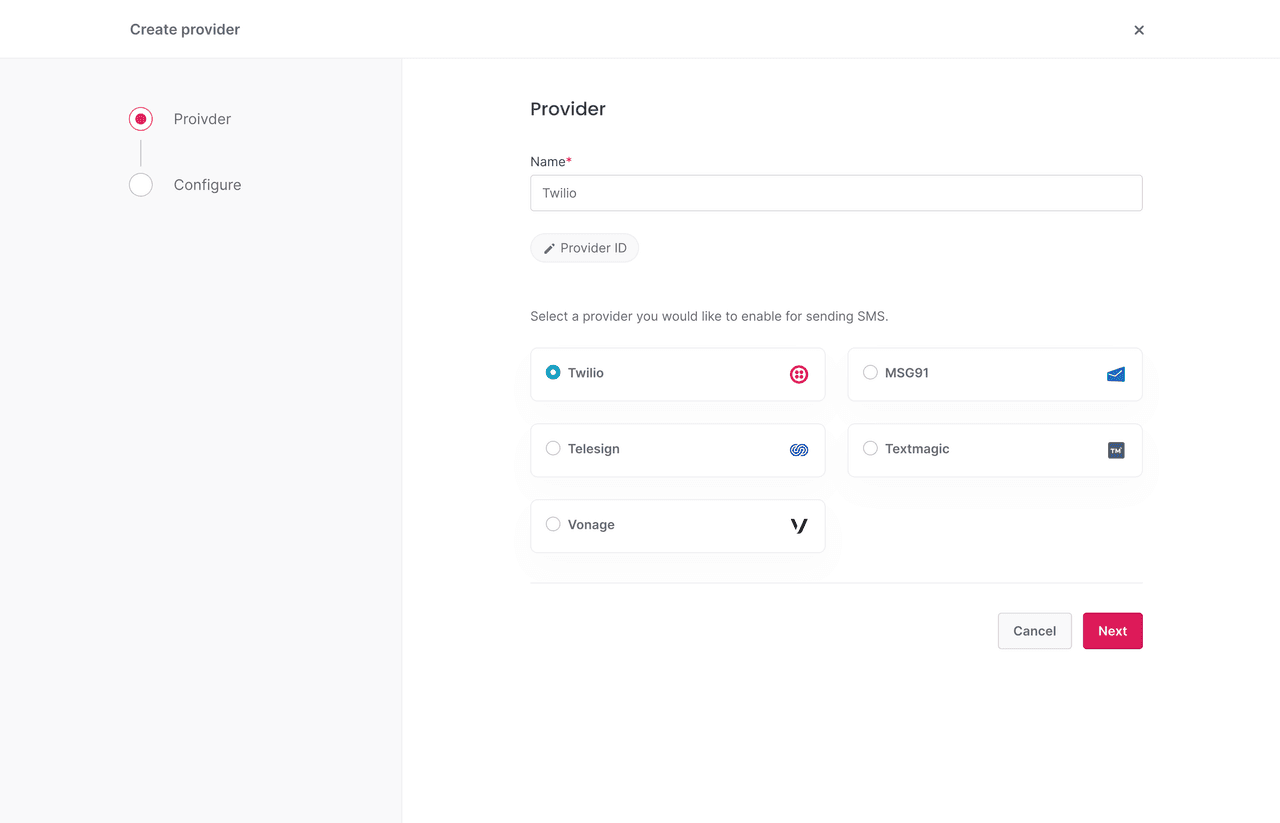 Create provider
Proivder
Configure
Provider
Name*
Twilio
Provider ID
Select a provider you would like to enable for sending SMS.
Twilio
MSG91
Telesign
Textmagic
TM
Vonage
Cancel
Next